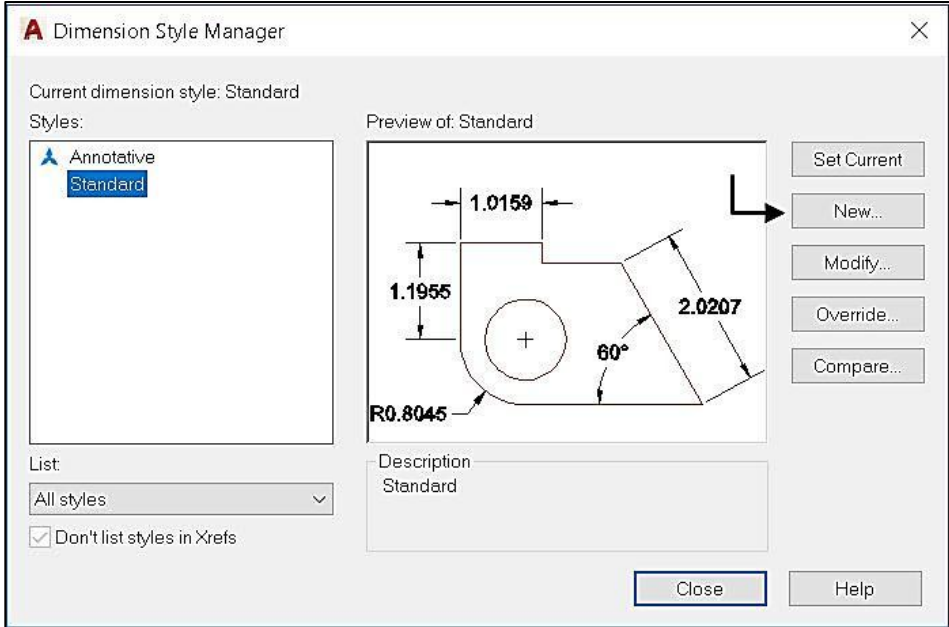 Dimension Style Manager
Current dimension style: Standard
Styles:
Annotative
Standard
Preview of: Standard
1.0159
1.1955
2.0207
60°
R0.8045
Set Current
New...
Modify...
Override...
Compare...
List:
All styles
Don't list styles in Xrefs
Description
Standard
Close
Help